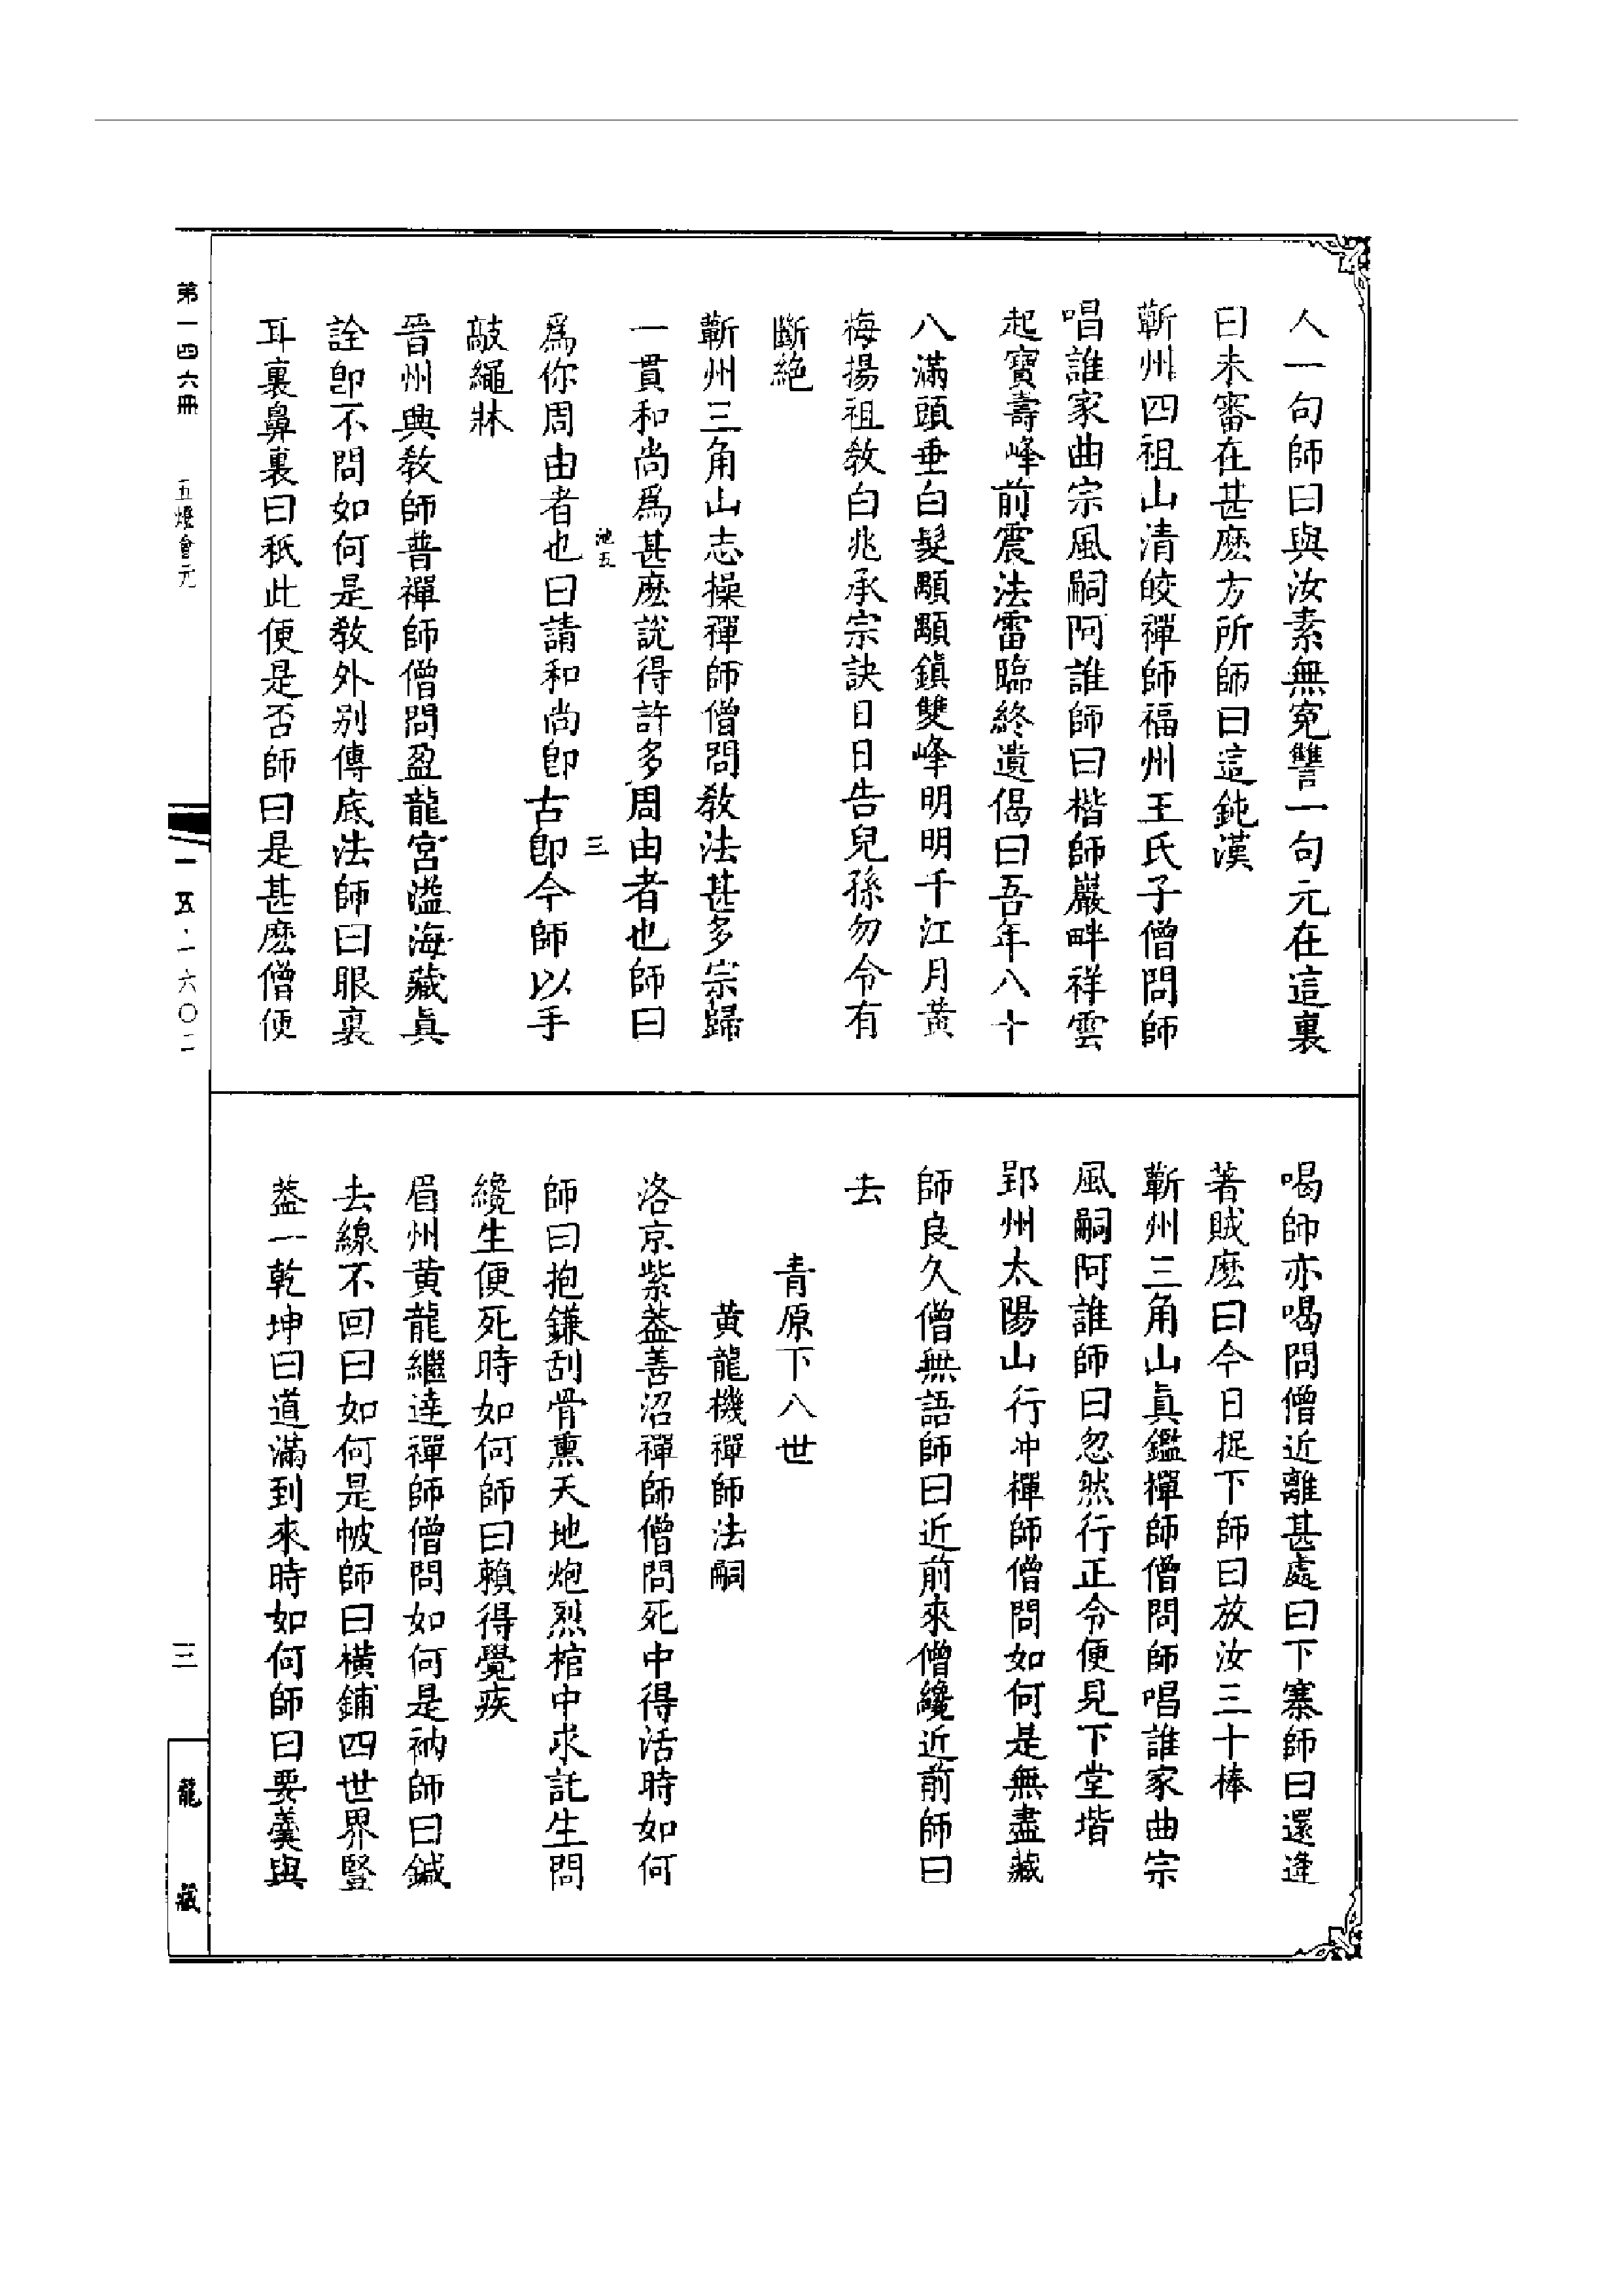 人一句師曰與汝素無冤讐一句元在這裏
曰未審在甚麽方所師曰這鈍漢
蘄州四祖山清皎禪師福州王氏子僧問師
唱誰家曲宗風嗣阿誰師曰楷師巖畔祥雲
起寶壽峰前震法雷臨終遺偈曰吾年八十
八滿頭垂白髮顒顒鎮雙峰明明千江月黃
梅揚祖敎白兆承宗訣日日告兒孫勿令有
斷絕
蘄州三角山志操禪師僧問敎法甚多宗歸
一貫和尚爲甚麽說得許多周由者也師曰
池五
三
爲你周由者也曰請和尚卽古卽今師以手
敲繩牀
晉州興敎師普禪師僧問盈龍宮溢海藏眞
詮卽不問如何是敎外別傳底法師曰眼裏
耳裏鼻裏曰秖此便是否師曰是甚麽僧便
喝師亦喝問僧近離甚處曰下寨師曰還逢
著賊麽曰今日捉下師曰放汝三十棒
蘄州三角山眞鑑禪師僧問師唱誰家曲宗
風嗣阿誰師曰忽然行正令便見下堂堦
郢州太陽山行冲禪師僧問如何是無盡藏
師良久僧無語師曰近前來僧纔近前師曰
去
青原下八世
黃龍機禪師法嗣
洛京紫蓋善沼禪師僧問死中得活時如何
師曰抱鎌刮骨熏天地炮烈棺中求託生問
纔生便死時如何師曰賴得覺疾
眉州黃龍繼達禪師僧問如何是衲師曰鍼
去線不回曰如何是帔師曰橫鋪四世界豎
蓋一乾坤曰道滿到來時如何師曰要羹與
第一四六冊
五燈會元
一五·一六〇二
三
龍藏